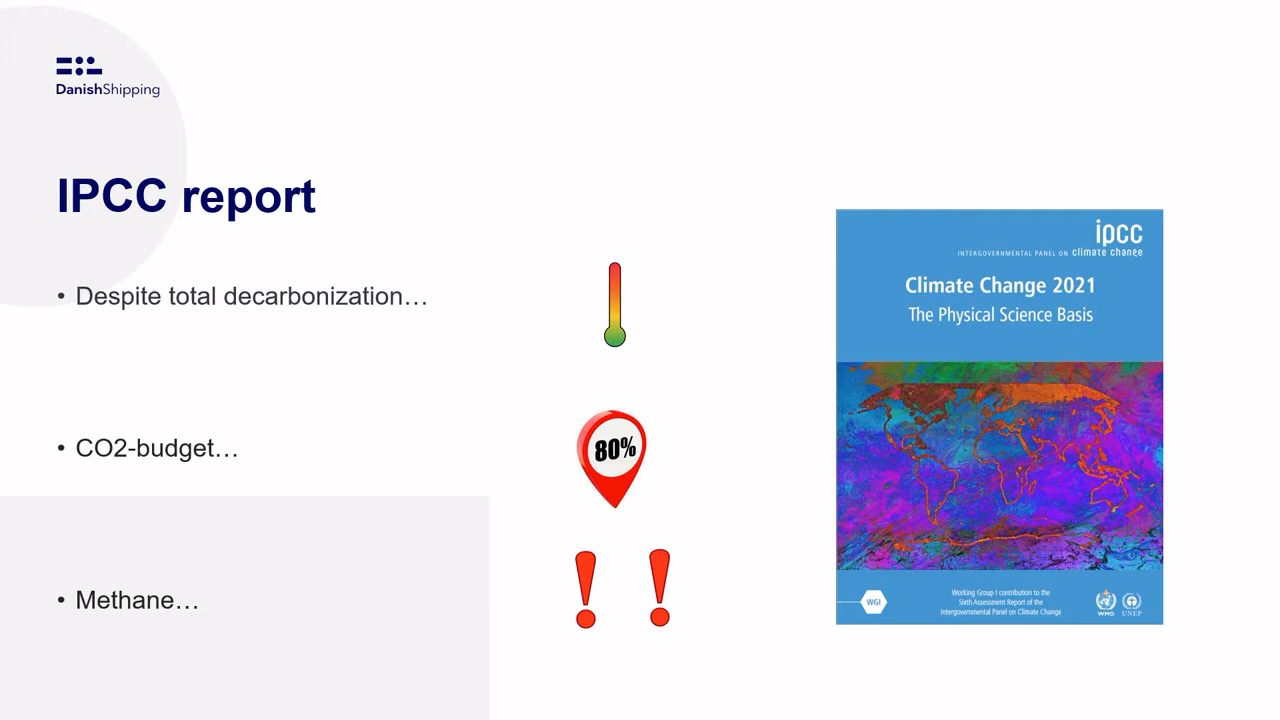 DanishShipping
IPCC report
• Despite total decarbonization…
• CO2-budget…
80%
• Methane…
ipcc
INTERGOVERNMENTAL PANEL ON climate change
Climate Change 2021
The Physical Science Basis
WGI
Working Group I contribution to the
Sixth Assessment Report of the
Intergovernmental Panel on Climate Change
WMO
UNEP